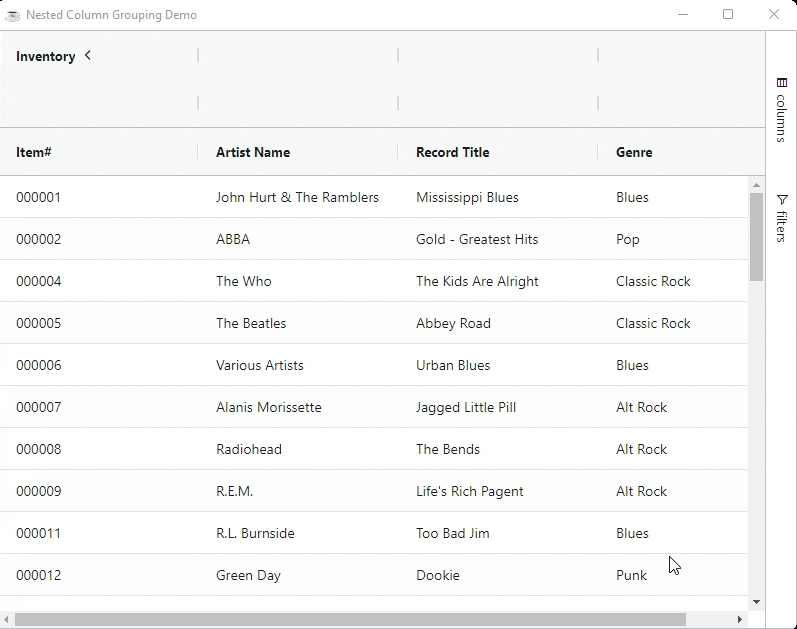 Nested Column Grouping Demo
Inventory
Item# Artist Name Record Title Genre
000001 John Hurt & The Ramblers Mississippi Blues Blues
000002 ABBA Gold - Greatest Hits Pop
000004 The Who The Kids Are Alright Classic Rock
000005 The Beatles Abbey Road Classic Rock
000006 Various Artists Urban Blues Blues
000007 Alanis Morissette Jagged Little Pill Alt Rock
000008 Radiohead The Bends Alt Rock
000009 R.E.M. Life's Rich Pagent Alt Rock
000011 R.L. Burnside Too Bad Jim Blues
000012 Green Day Dookie Punk
columns
filters